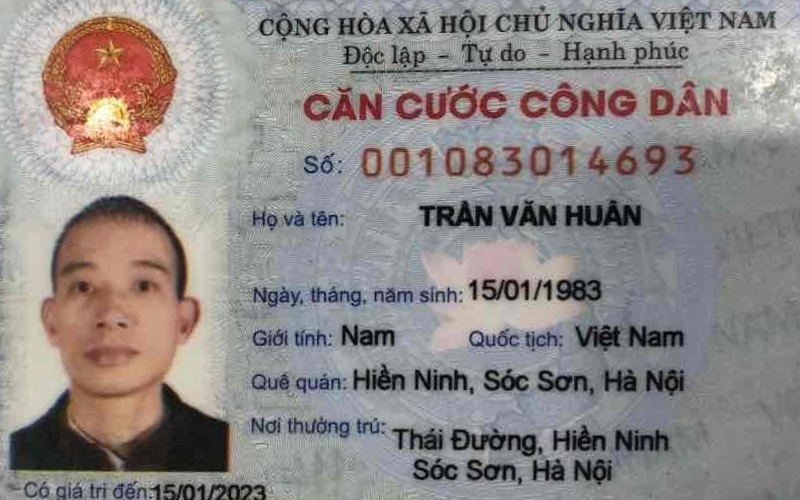 CỘNG HÒA XÃ HỘI CHỦ NGHĨA VIỆT NAM
Độc lập - Tự do - Hạnh phúc
CĂN CƯỚC CÔNG DÂN
Số: 001083014693
Họ và tên: TRẦN VĂN HUÂN
Ngày, tháng, năm sinh: 15/01/1983
Giới tính: Nam Quốc tịch: Việt Nam
Quê quán: Hiền Ninh, Sóc Sơn, Hà Nội
Nơi thường trú: Thái Đường, Hiền Ninh
Sóc Sơn, Hà Nội
Có giá trị đến: 15/01/2023